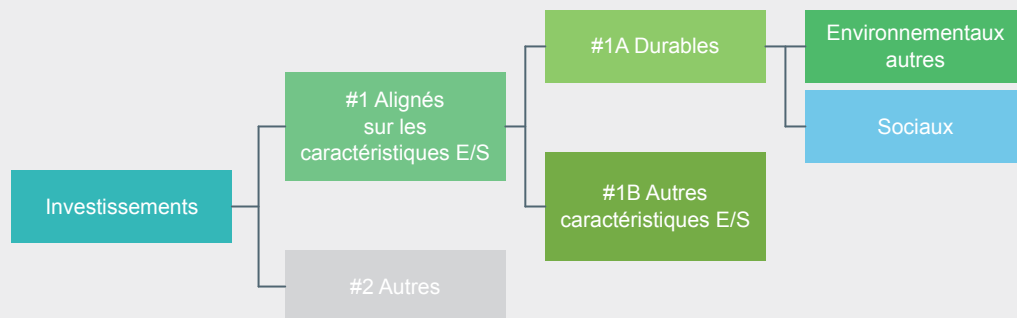 Investissements
#1 Alignés
sur les
caractéristiques E/S
#2 Autres
#1A Durables
#1B Autres
caractéristiques E/S
Environnementaux
autres
Sociaux